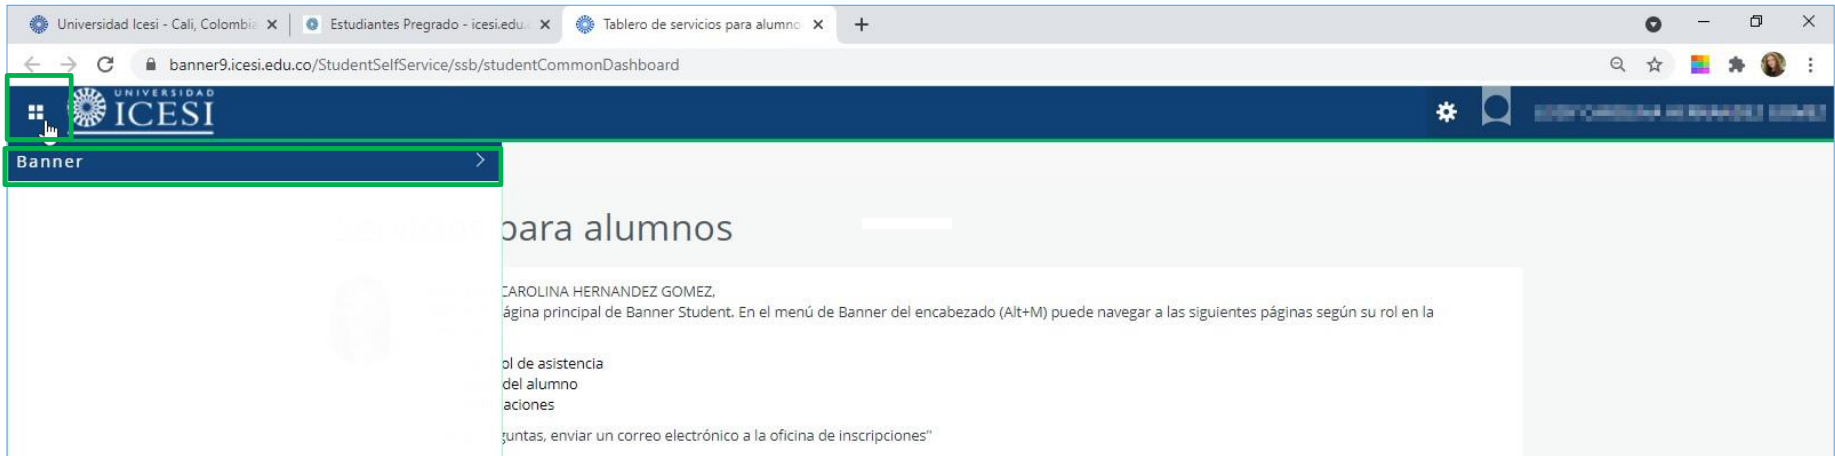 Universidad Icesi - Cali, Colombia
Estudiantes Pregrado - icesi.edu.
Tablero de servicios para alumno
banner9.icesi.edu.co/StudentSelfService/ssb/studentCommonDashboard
UNIVERSIDAD
ICESI
Banner
para alumnos
CAROLINA HERNANDEZ GOMEZ,
ágina principal de Banner Student. En el menú de Banner del encabezado (Alt+M) puede navegar a las siguientes páginas según su rol en la
ol de asistencia
del alumno
aciones
guntas, enviar un correo electrónico a la oficina de inscripciones"